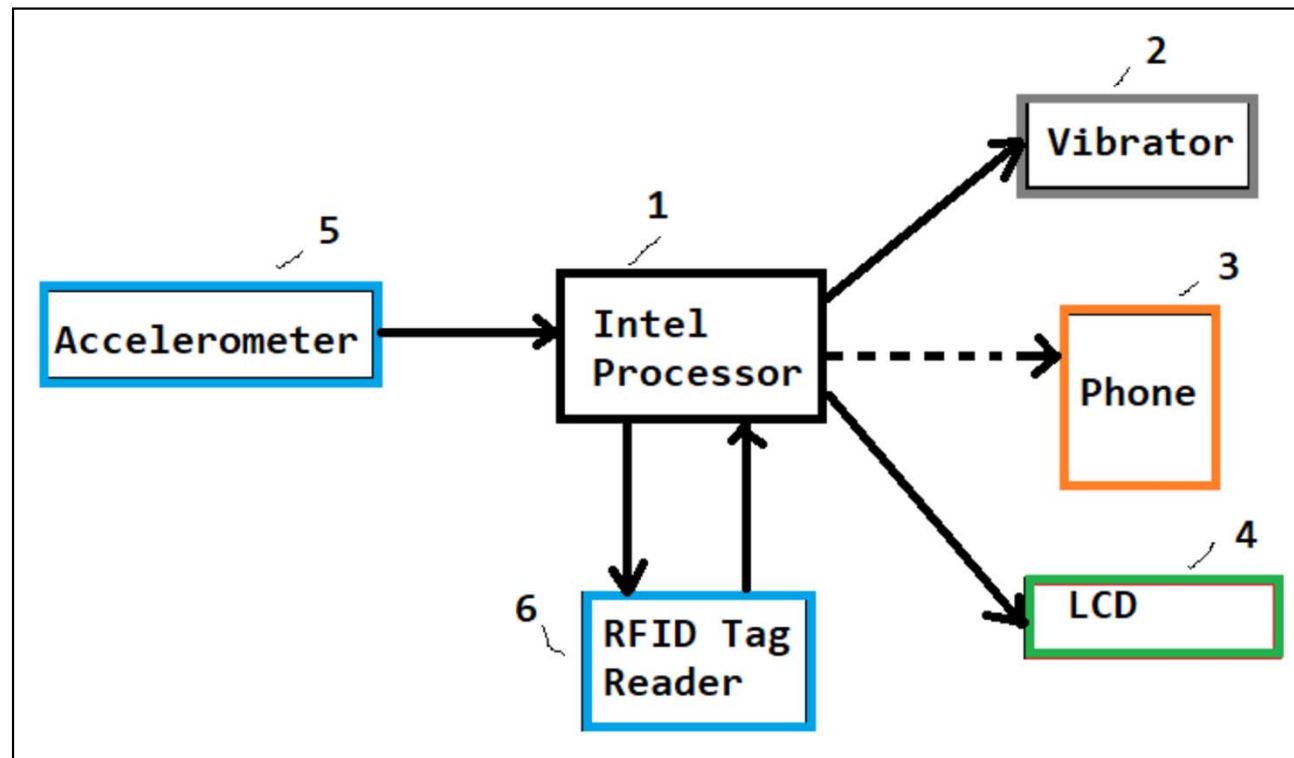 2
Vibrator
1
5
3
Accelerometer
Intel
Processor
Phone
4
LCD
6
RFID Tag
Reader